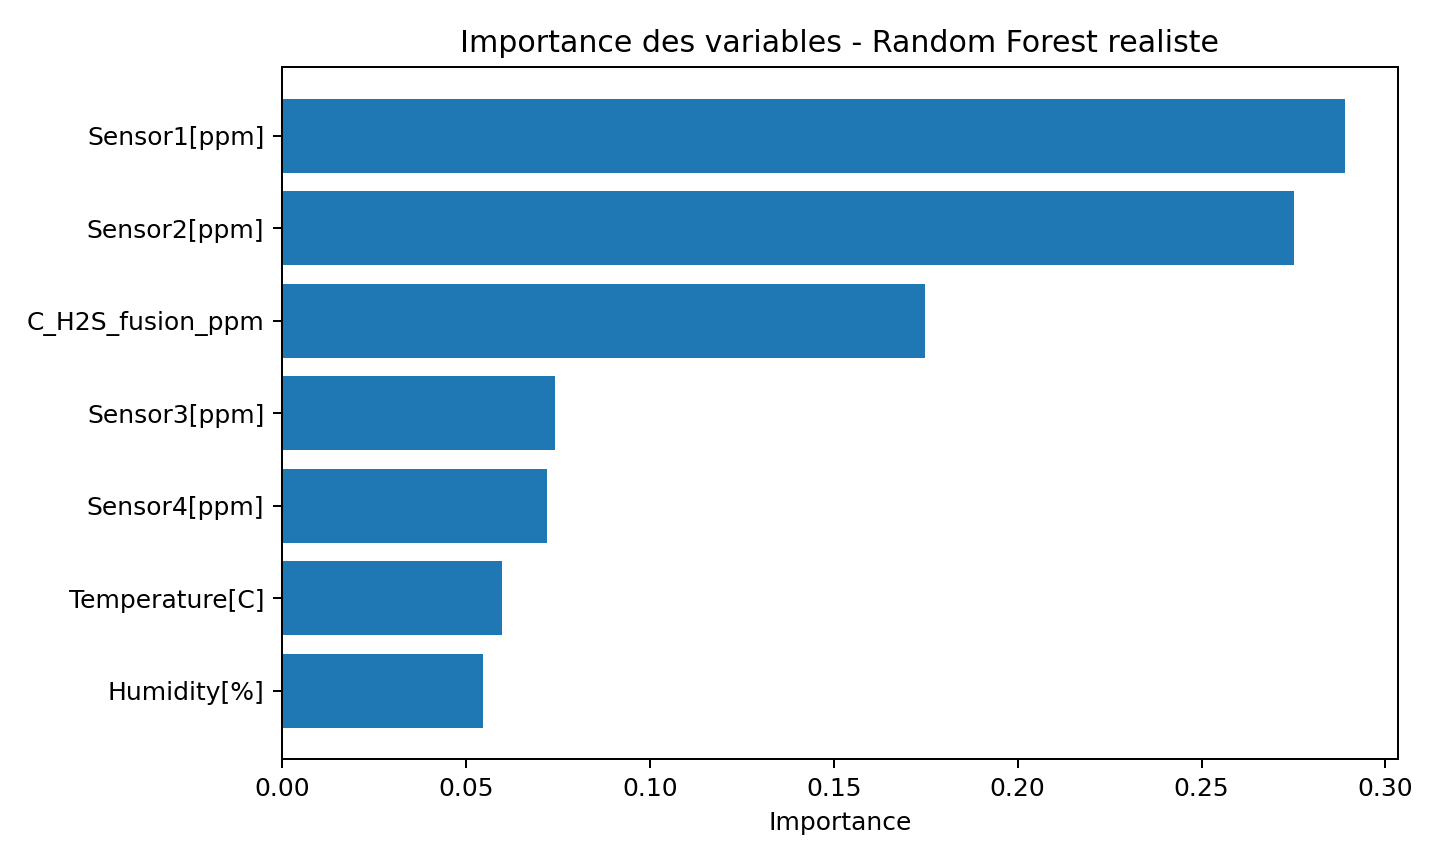 Importance des variables - Random Forest realiste
Sensor1[ppm]
Sensor2[ppm]
C_H2S_fusion_ppm
Sensor3[ppm]
Sensor4[ppm]
Temperature[C]
Humidity[%]
0.00 0.05 0.10 0.15 0.20 0.25 0.30
Importance